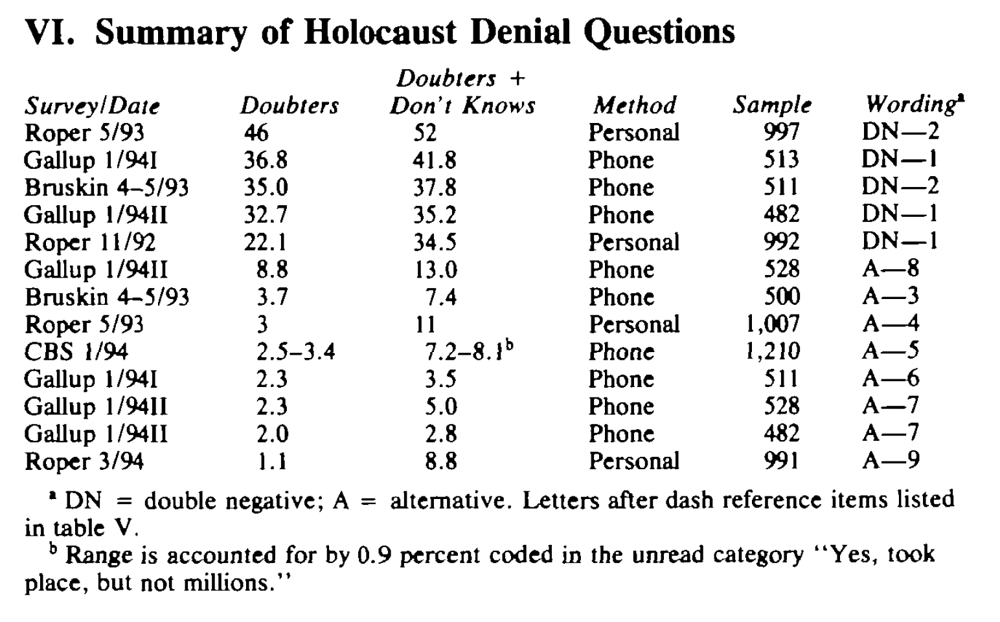 VI. Summary of Holocaust Denial Questions
Doubters +
Survey/Date Doubters Don't Knows Method Sample Wordingᵃ
Roper 5/93 46 52 Personal 997 DN—2
Gallup 1/94I 36.8 41.8 Phone 513 DN—1
Bruskin 4–5/93 35.0 37.8 Phone 511 DN—2
Gallup 1/94II 32.7 35.2 Phone 482 DN—1
Roper 11/92 22.1 34.5 Personal 992 DN—1
Gallup 1/94II 8.8 13.0 Phone 528 A—8
Bruskin 4–5/93 3.7 7.4 Phone 500 A—3
Roper 5/93 3 11 Personal 1,007 A—4
CBS 1/94 2.5–3.4 7.2–8.1ᵇ Phone 1,210 A—5
Gallup 1/94I 2.3 3.5 Phone 511 A—6
Gallup 1/94II 2.3 5.0 Phone 528 A—7
Gallup 1/94II 2.0 2.8 Phone 482 A—7
Roper 3/94 1.1 8.8 Personal 991 A—9
ᵃ DN = double negative; A = alternative. Letters after dash reference items listed
in table V.
ᵇ Range is accounted for by 0.9 percent coded in the unread category "Yes, took
place, but not millions."